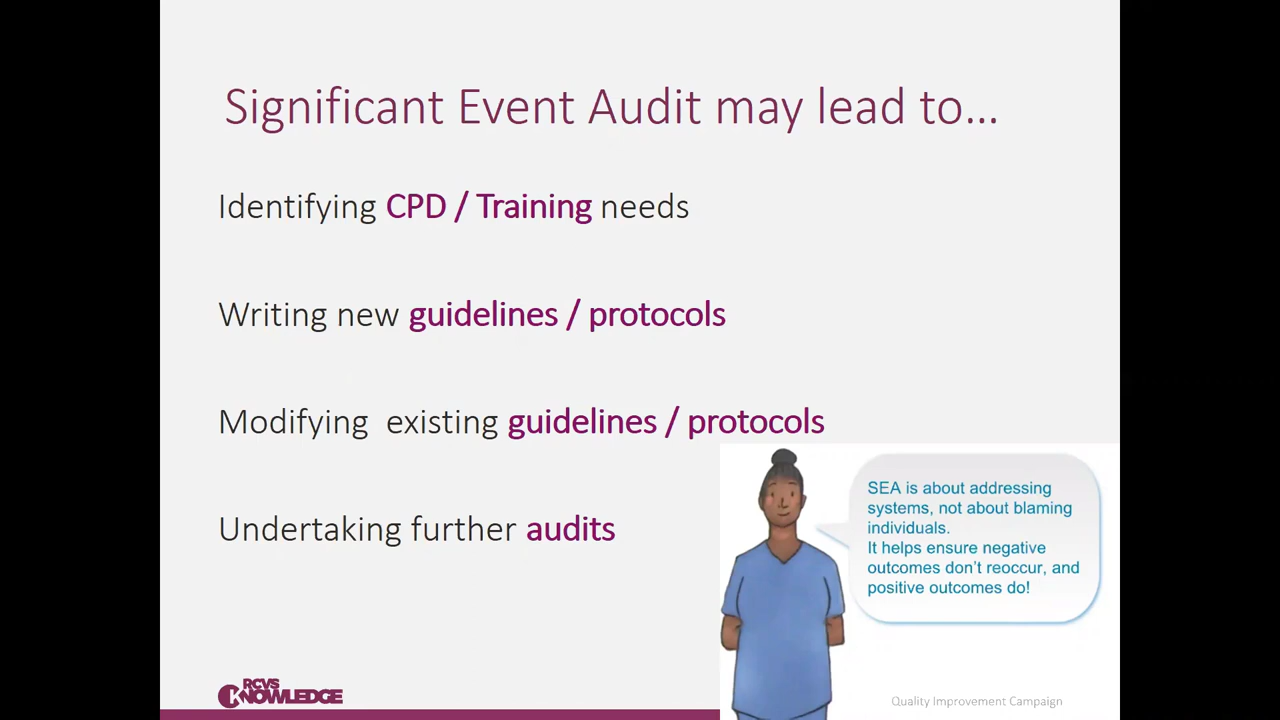 Significant Event Audit may lead to...
Identifying CPD / Training needs
Writing new guidelines / protocols
Modifying  existing guidelines / protocols
Undertaking further audits
SEA is about addressing
systems, not about blaming
individuals.
It helps ensure negative
outcomes don't reoccur, and
positive outcomes do!
RCVS
KNOWLEDGE
Quality Improvement Campaign